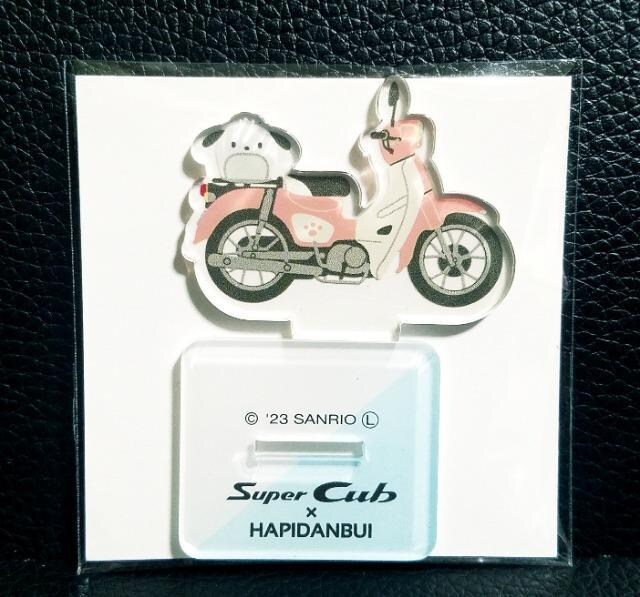 © '23 SANRIO Ⓛ
Super Cub
×
HAPIDANBUI